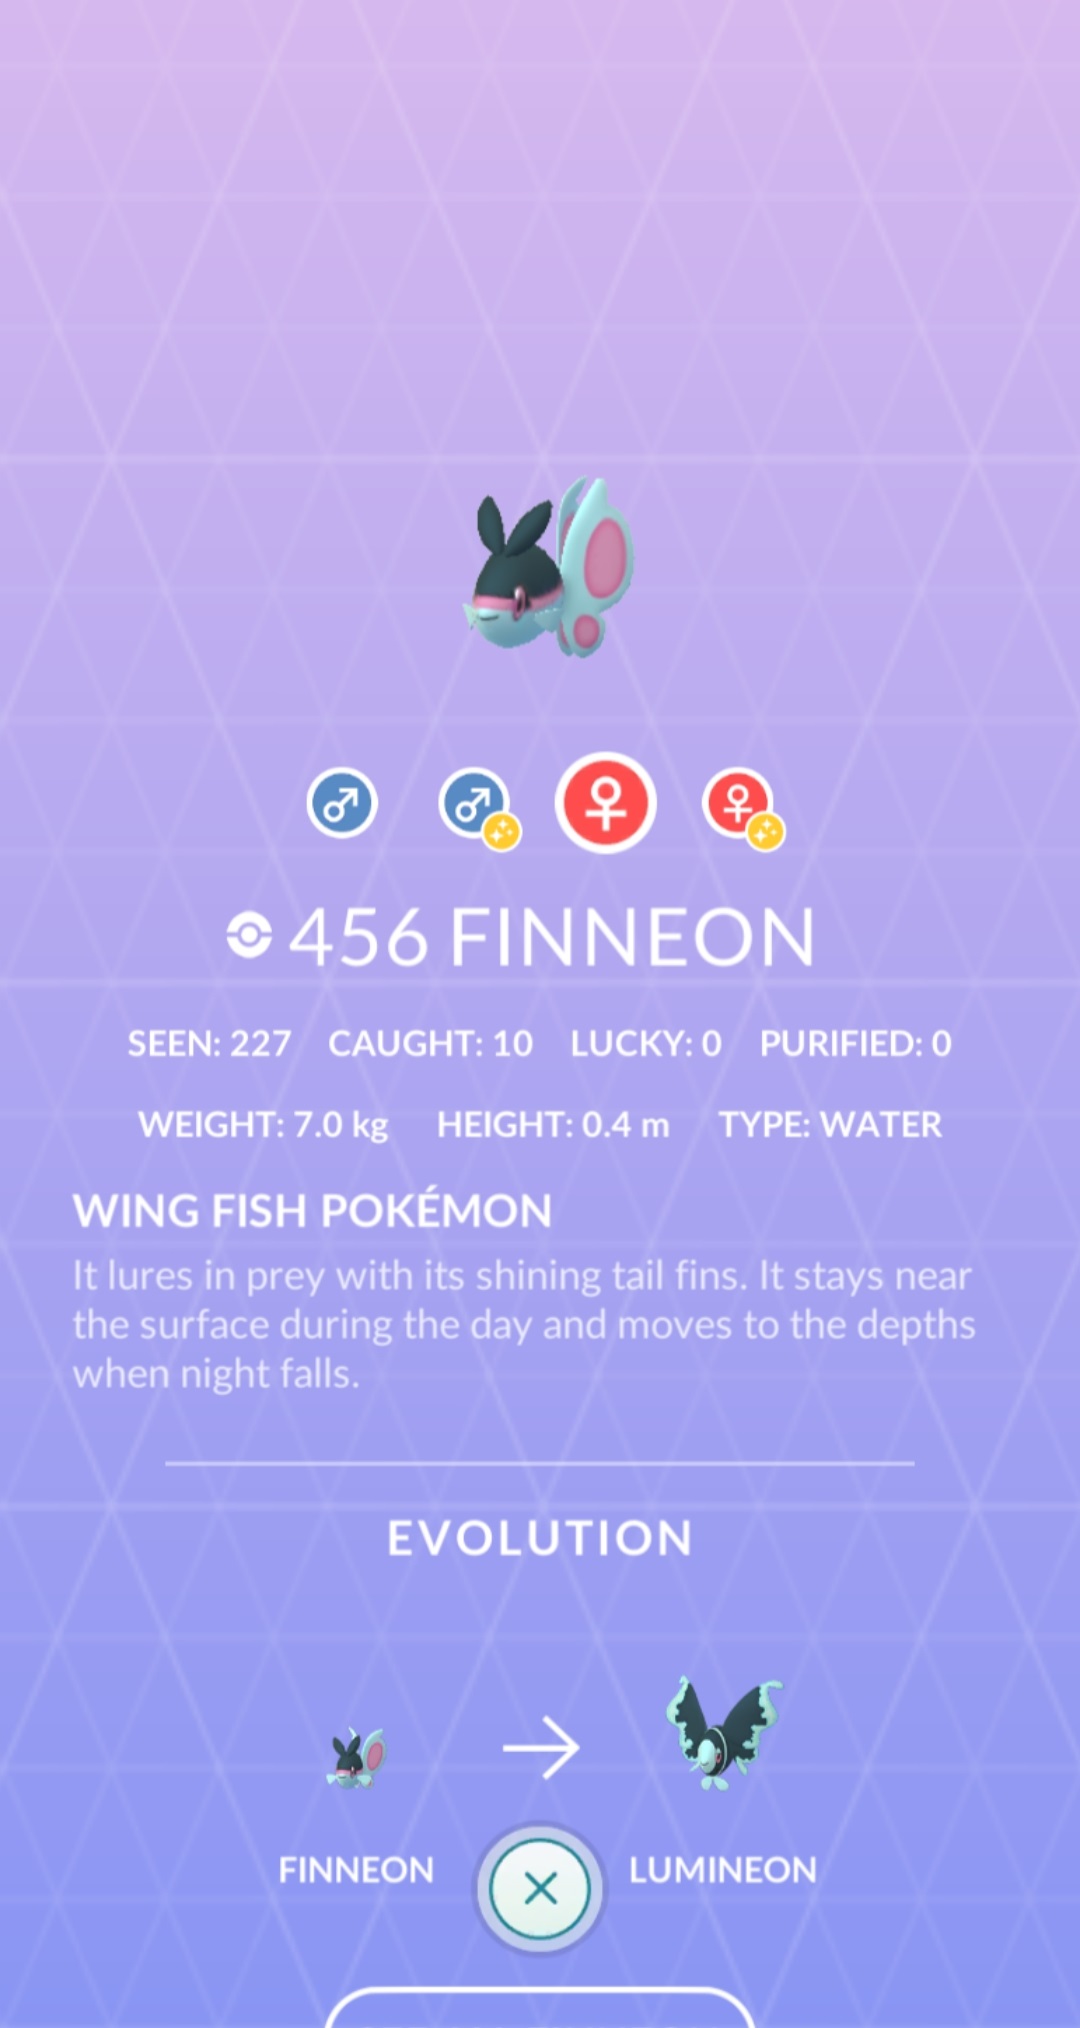 456 FINNEON
SEEN: 227 CAUGHT: 10 LUCKY: 0 PURIFIED: 0
WEIGHT: 7.0 kg HEIGHT: 0.4 m TYPE: WATER
WING FISH POKÉMON
It lures in prey with its shining tail fins. It stays near
the surface during the day and moves to the depths
when night falls.
EVOLUTION
FINNEON LUMINEON